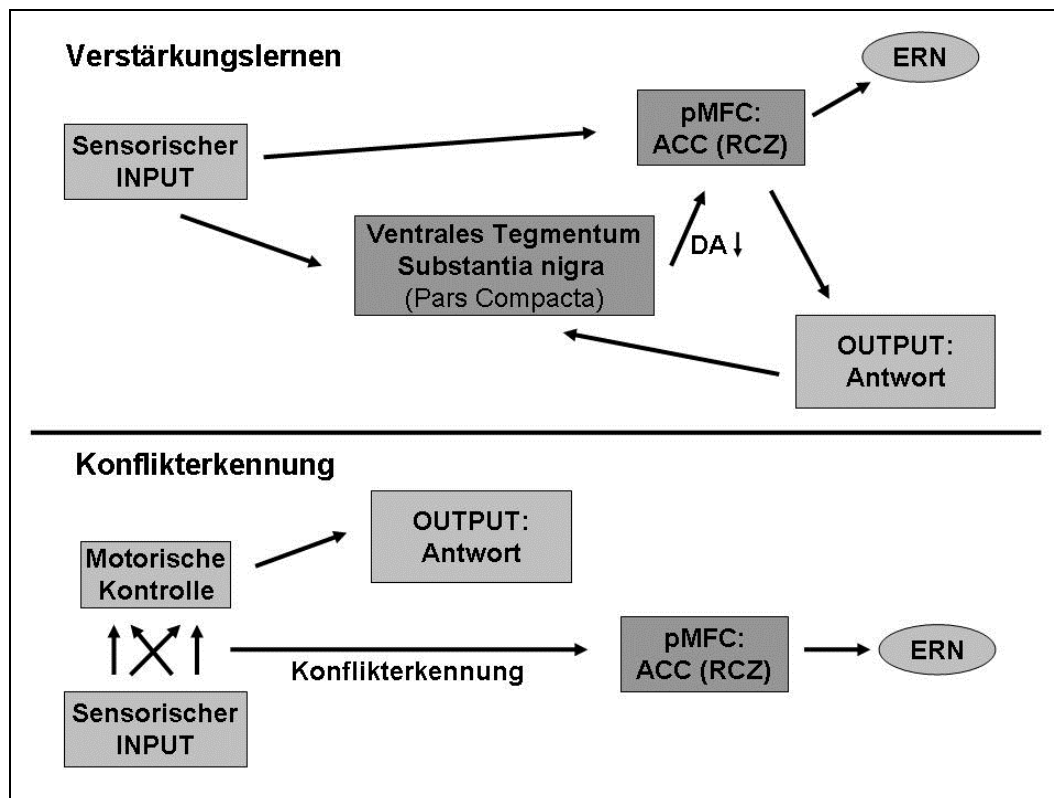 Verstärkungslernen
ERN
pMFC:
ACC (RCZ)
Sensorischer
INPUT
Ventrales Tegmentum
Substantia nigra
(Pars Compacta)
DA
OUTPUT:
Antwort
Konflikterkennung
OUTPUT:
Antwort
Motorische
Kontrolle
Konflikterkennung
pMFC:
ACC (RCZ)
ERN
Sensorischer
INPUT